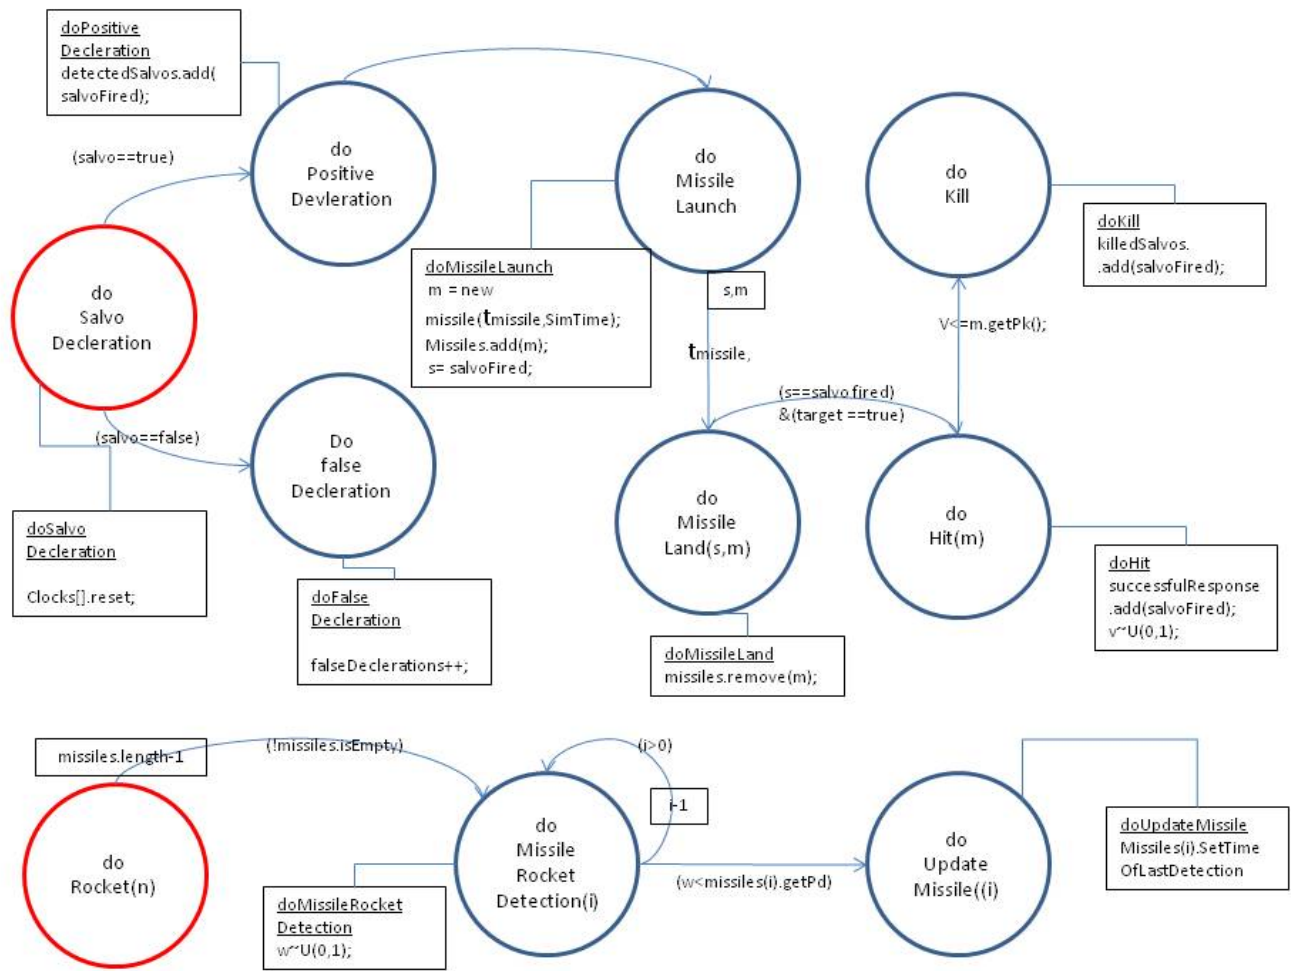 doPositive
Decleration
detectedSalvos.add(
salvoFired);
(salvo==true)
do
Positive
Devleration
do
Missile
Launch
do
Kill
doKill
killedSalvos.
.add(salvoFired);
doMissileLaunch
m = new
missile(tmissile,SimTime);
Missiles.add(m);
s= salvoFired;
s,m
do
Salvo
Decleration
V<=m.getPk();
tmissile,
(s==salvo fired)
&(target ==true)
(salvo==false)
Do
false
Decleration
do
Missile
Land(s,m)
do
Hit(m)
doSalvo
Decleration
Clocks[].reset;
doHit
successfulResponse
.add(salvoFired);
v~U(0,1);
doFalse
Decleration
falseDeclerations++;
doMissileLand
missiles.remove(m);
missiles.length-1
(!missiles.isEmpty)
(i>0)
i-1
do
Rocket(n)
do
Missile
Rocket
Detection(i)
(w<missiles(i).getPd)
do
Update
Missile((i)
doUpdateMissile
Missiles(i).SetTime
OfLastDetection
doMissileRocket
Detection
w~U(0,1);